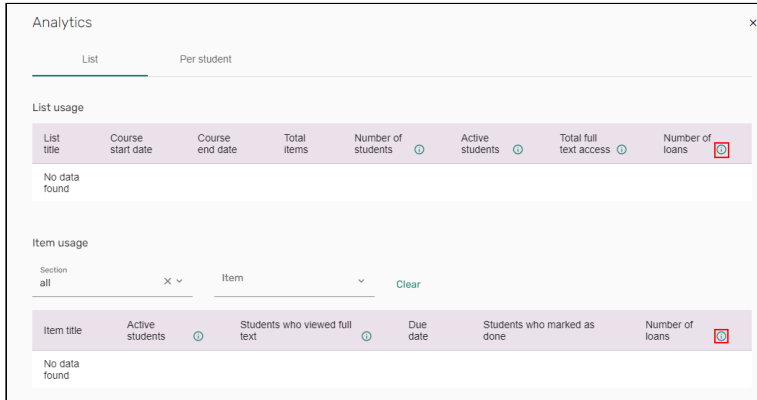 Analytics
List Per student
List usage
List title Course start date Course end date Total items Number of students Active students Total full text access Number of loans
No data found
Item usage
Section
all Item Clear
Item title Active students Students who viewed full text Due date Students who marked as done Number of loans
No data found